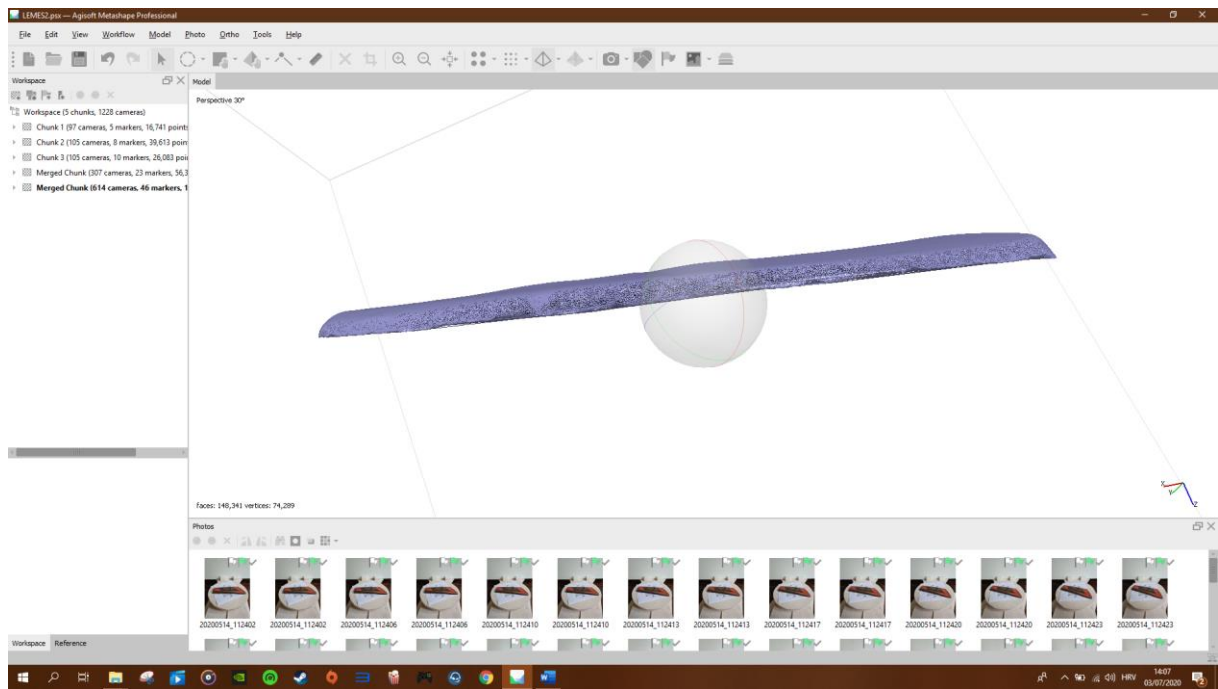 LEMES2.psx — Agisoft Metashape Professional
File Edit View Workflow Model Photo Ortho Tools Help
Workspace
Workspace (5 chunks, 1228 cameras)
Chunk 1 (97 cameras, 5 markers, 16,741 points
Chunk 2 (105 cameras, 8 markers, 39,613 poin
Chunk 3 (105 cameras, 10 markers, 26,083 poi
Merged Chunk (307 cameras, 23 markers, 56,3
Merged Chunk (614 cameras, 46 markers, 1
Model
Perspective 30°
X
Y
Z
faces: 148,341 vertices: 74,289
Photos
20200514_112402 20200514_112402 20200514_112406 20200514_112406 20200514_112410 20200514_112410 20200514_112413 20200514_112413 20200514_112417 20200514_112417 20200514_112420 20200514_112420 20200514_112423 20200514_112423
Workspace Reference
HRV
14:07
03/07/2020
2